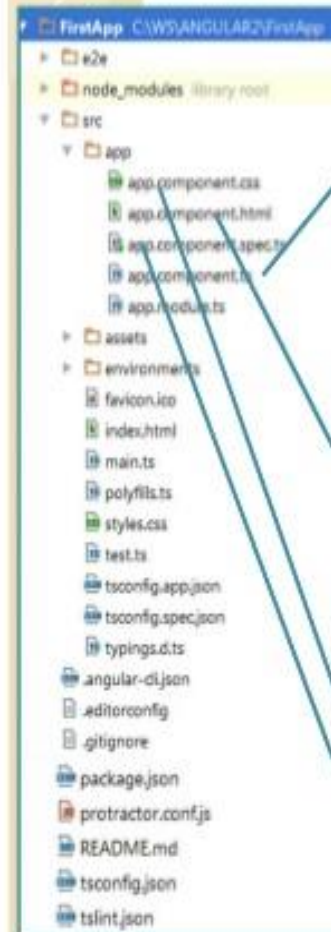 FirstApp C:\WS\ANGULAR2\FirstApp
e2e
node_modules library root
src
app
app.component.css
app.component.html
app.component.spec.ts
app.component.ts
app.module.ts
assets
environments
favicon.ico
index.html
main.ts
polyfills.ts
styles.css
test.ts
tsconfig.app.json
tsconfig.spec.json
typings.d.ts
.angular-cli.json
.editorconfig
.gitignore
package.json
protractor.conf.js
README.md
tsconfig.json
tslint.json